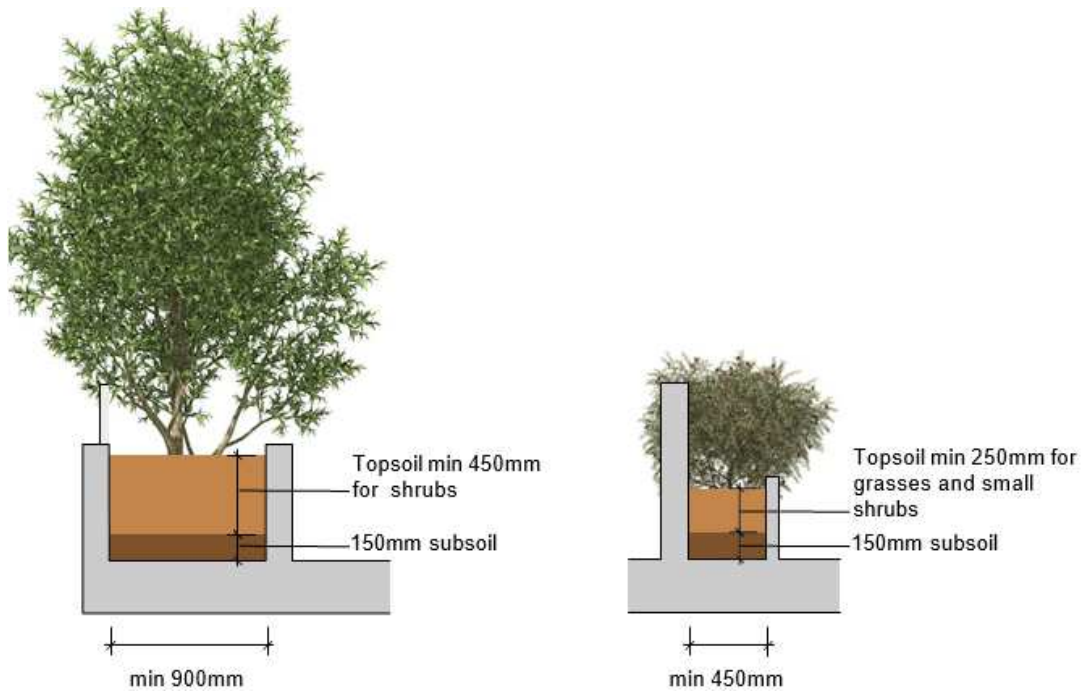 Topsoil min 450mm
for shrubs
150mm subsoil
min 900mm
Topsoil min 250mm for
grasses and small
shrubs
150mm subsoil
min 450mm